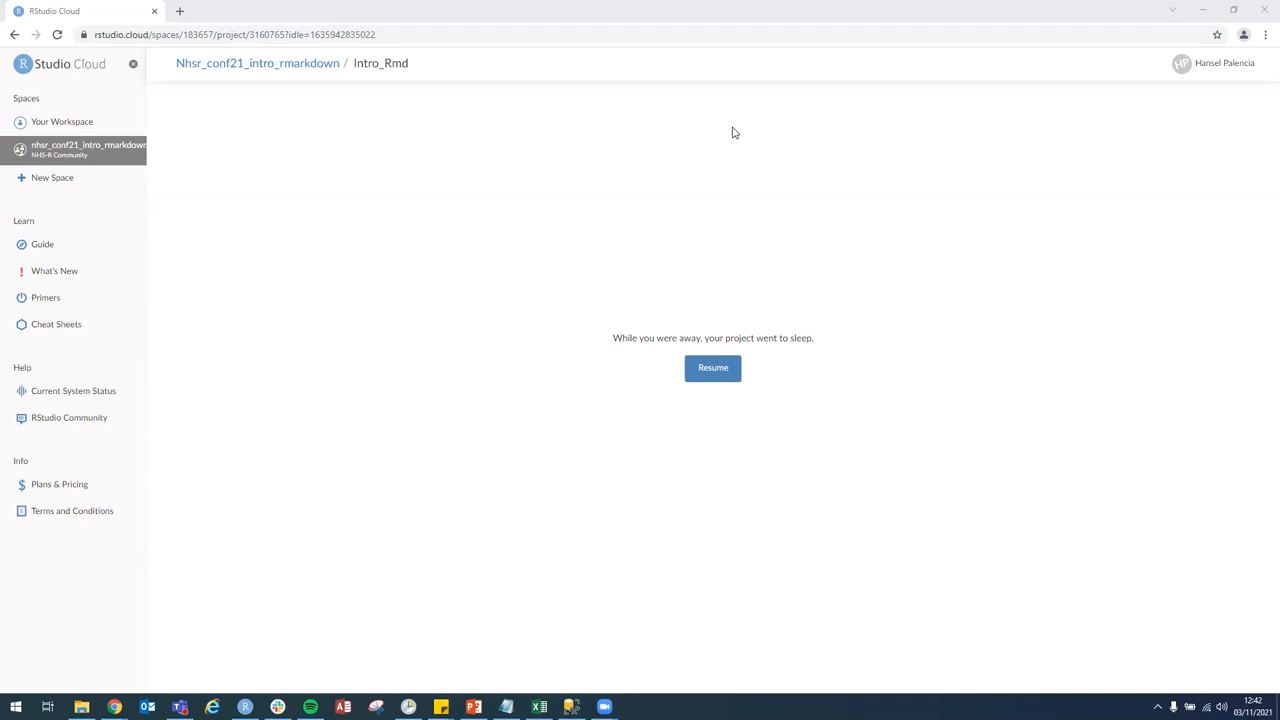 RStudio Cloud
rstudio.cloud/spaces/183657/project/3160765?idle=1635942835022
R Studio Cloud
Nhsr_conf21_intro_rmarkdown / Intro_Rmd
HP Hansel Palencia
Spaces
Your Workspace
nhsr_conf21_intro_rmarkdown
NHS-R Community
New Space
Learn
Guide
What's New
Primers
Cheat Sheets
While you were away, your project went to sleep.
Resume
Help
Current System Status
RStudio Community
Info
Plans & Pricing
Terms and Conditions
12:42
03/11/2021